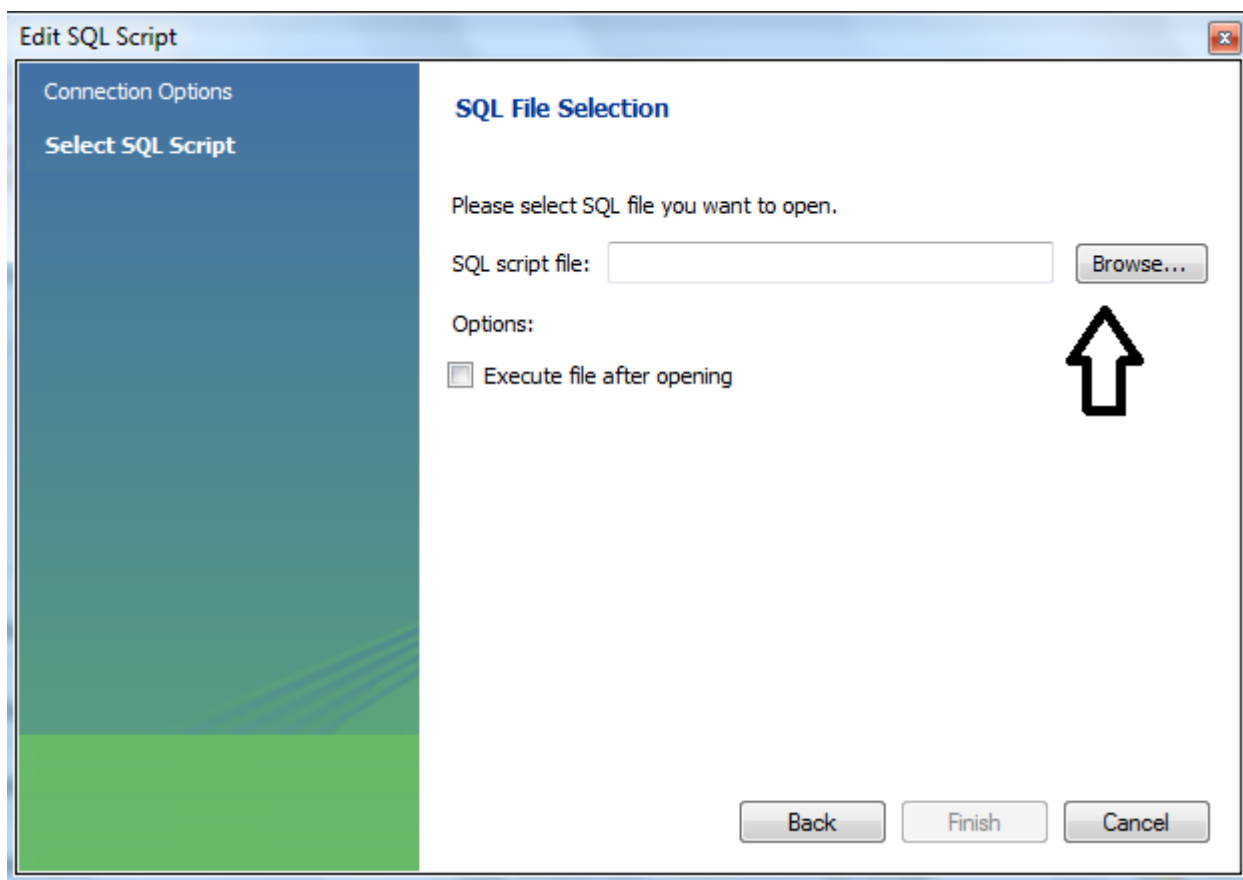 Edit SQL Script
Connection Options
Select SQL Script
SQL File Selection
Please select SQL file you want to open.
SQL script file:
Browse...
Options:
Execute file after opening
Back
Finish
Cancel